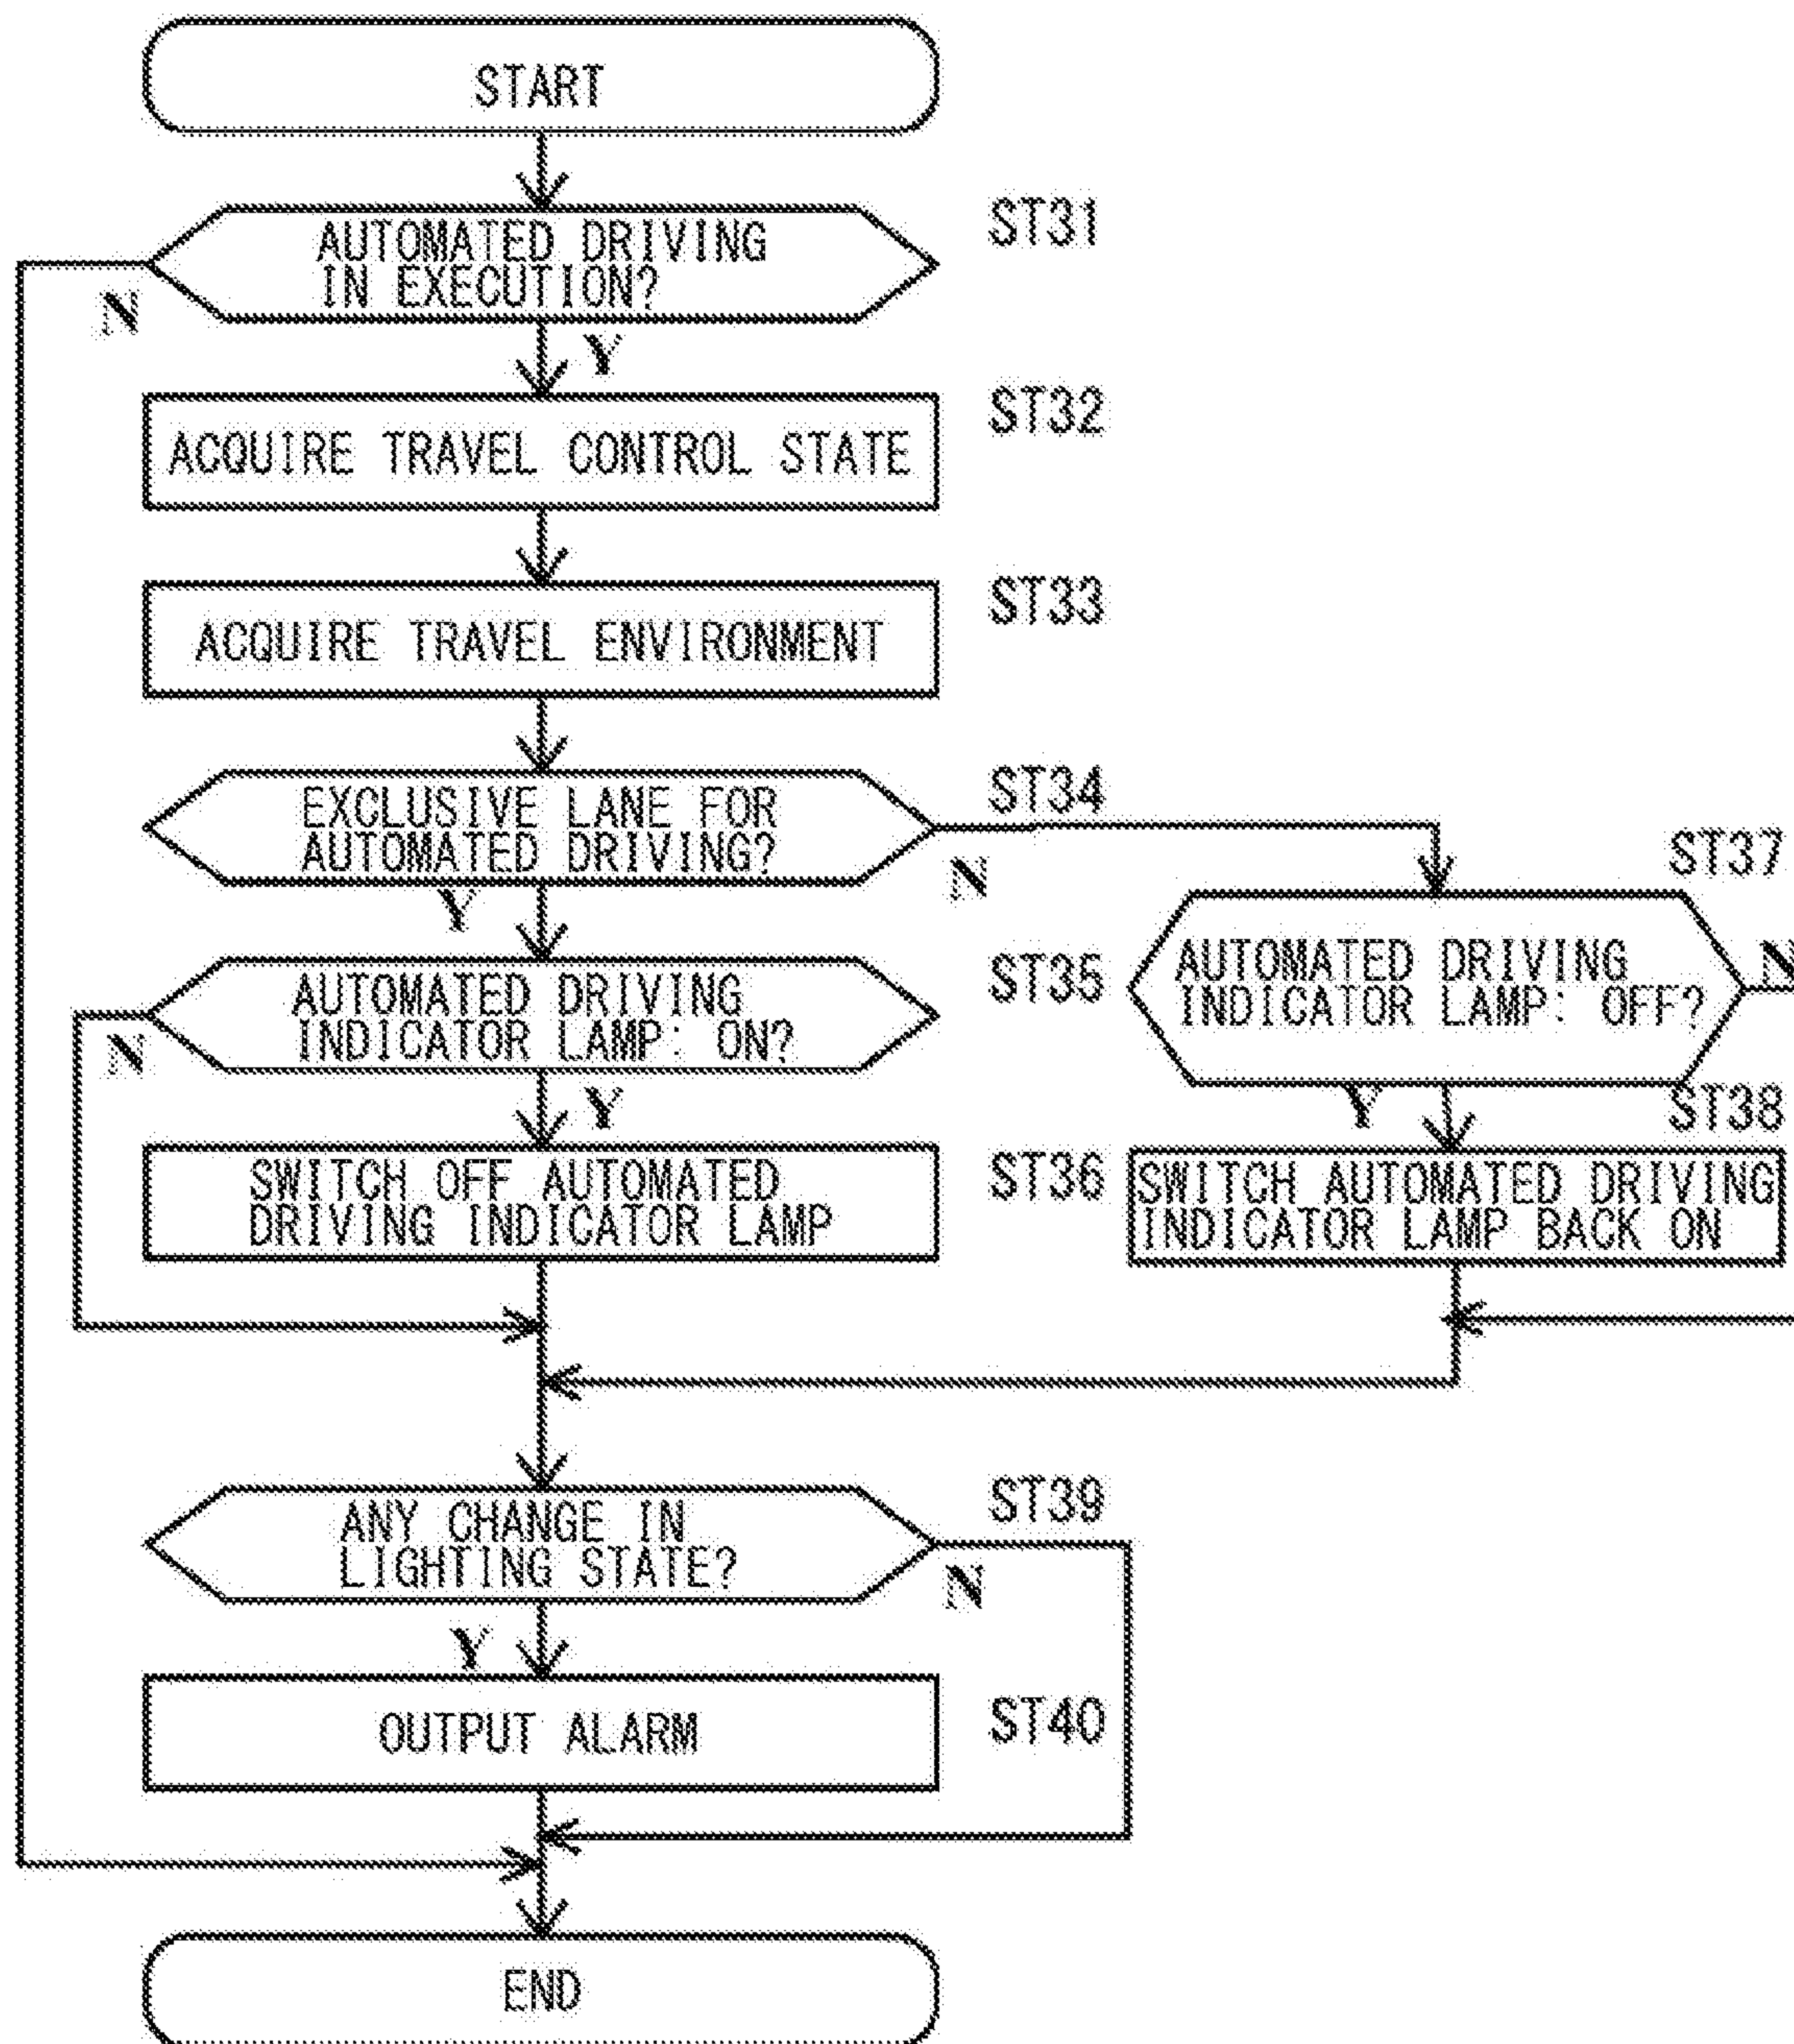 START
AUTOMATED DRIVING
IN EXECUTION?
ST31
N
Y
ACQUIRE TRAVEL CONTROL STATE
ST32
ACQUIRE TRAVEL ENVIRONMENT
ST33
EXCLUSIVE LANE FOR
AUTOMATED DRIVING?
ST34
N
Y
AUTOMATED DRIVING
INDICATOR LAMP: ON?
ST35
N
Y
SWITCH OFF AUTOMATED
DRIVING INDICATOR LAMP
ST36
ST37
AUTOMATED DRIVING
INDICATOR LAMP: OFF?
N
Y
ST38
SWITCH AUTOMATED DRIVING
INDICATOR LAMP BACK ON
ANY CHANGE IN
LIGHTING STATE?
ST39
N
Y
OUTPUT ALARM
ST40
END